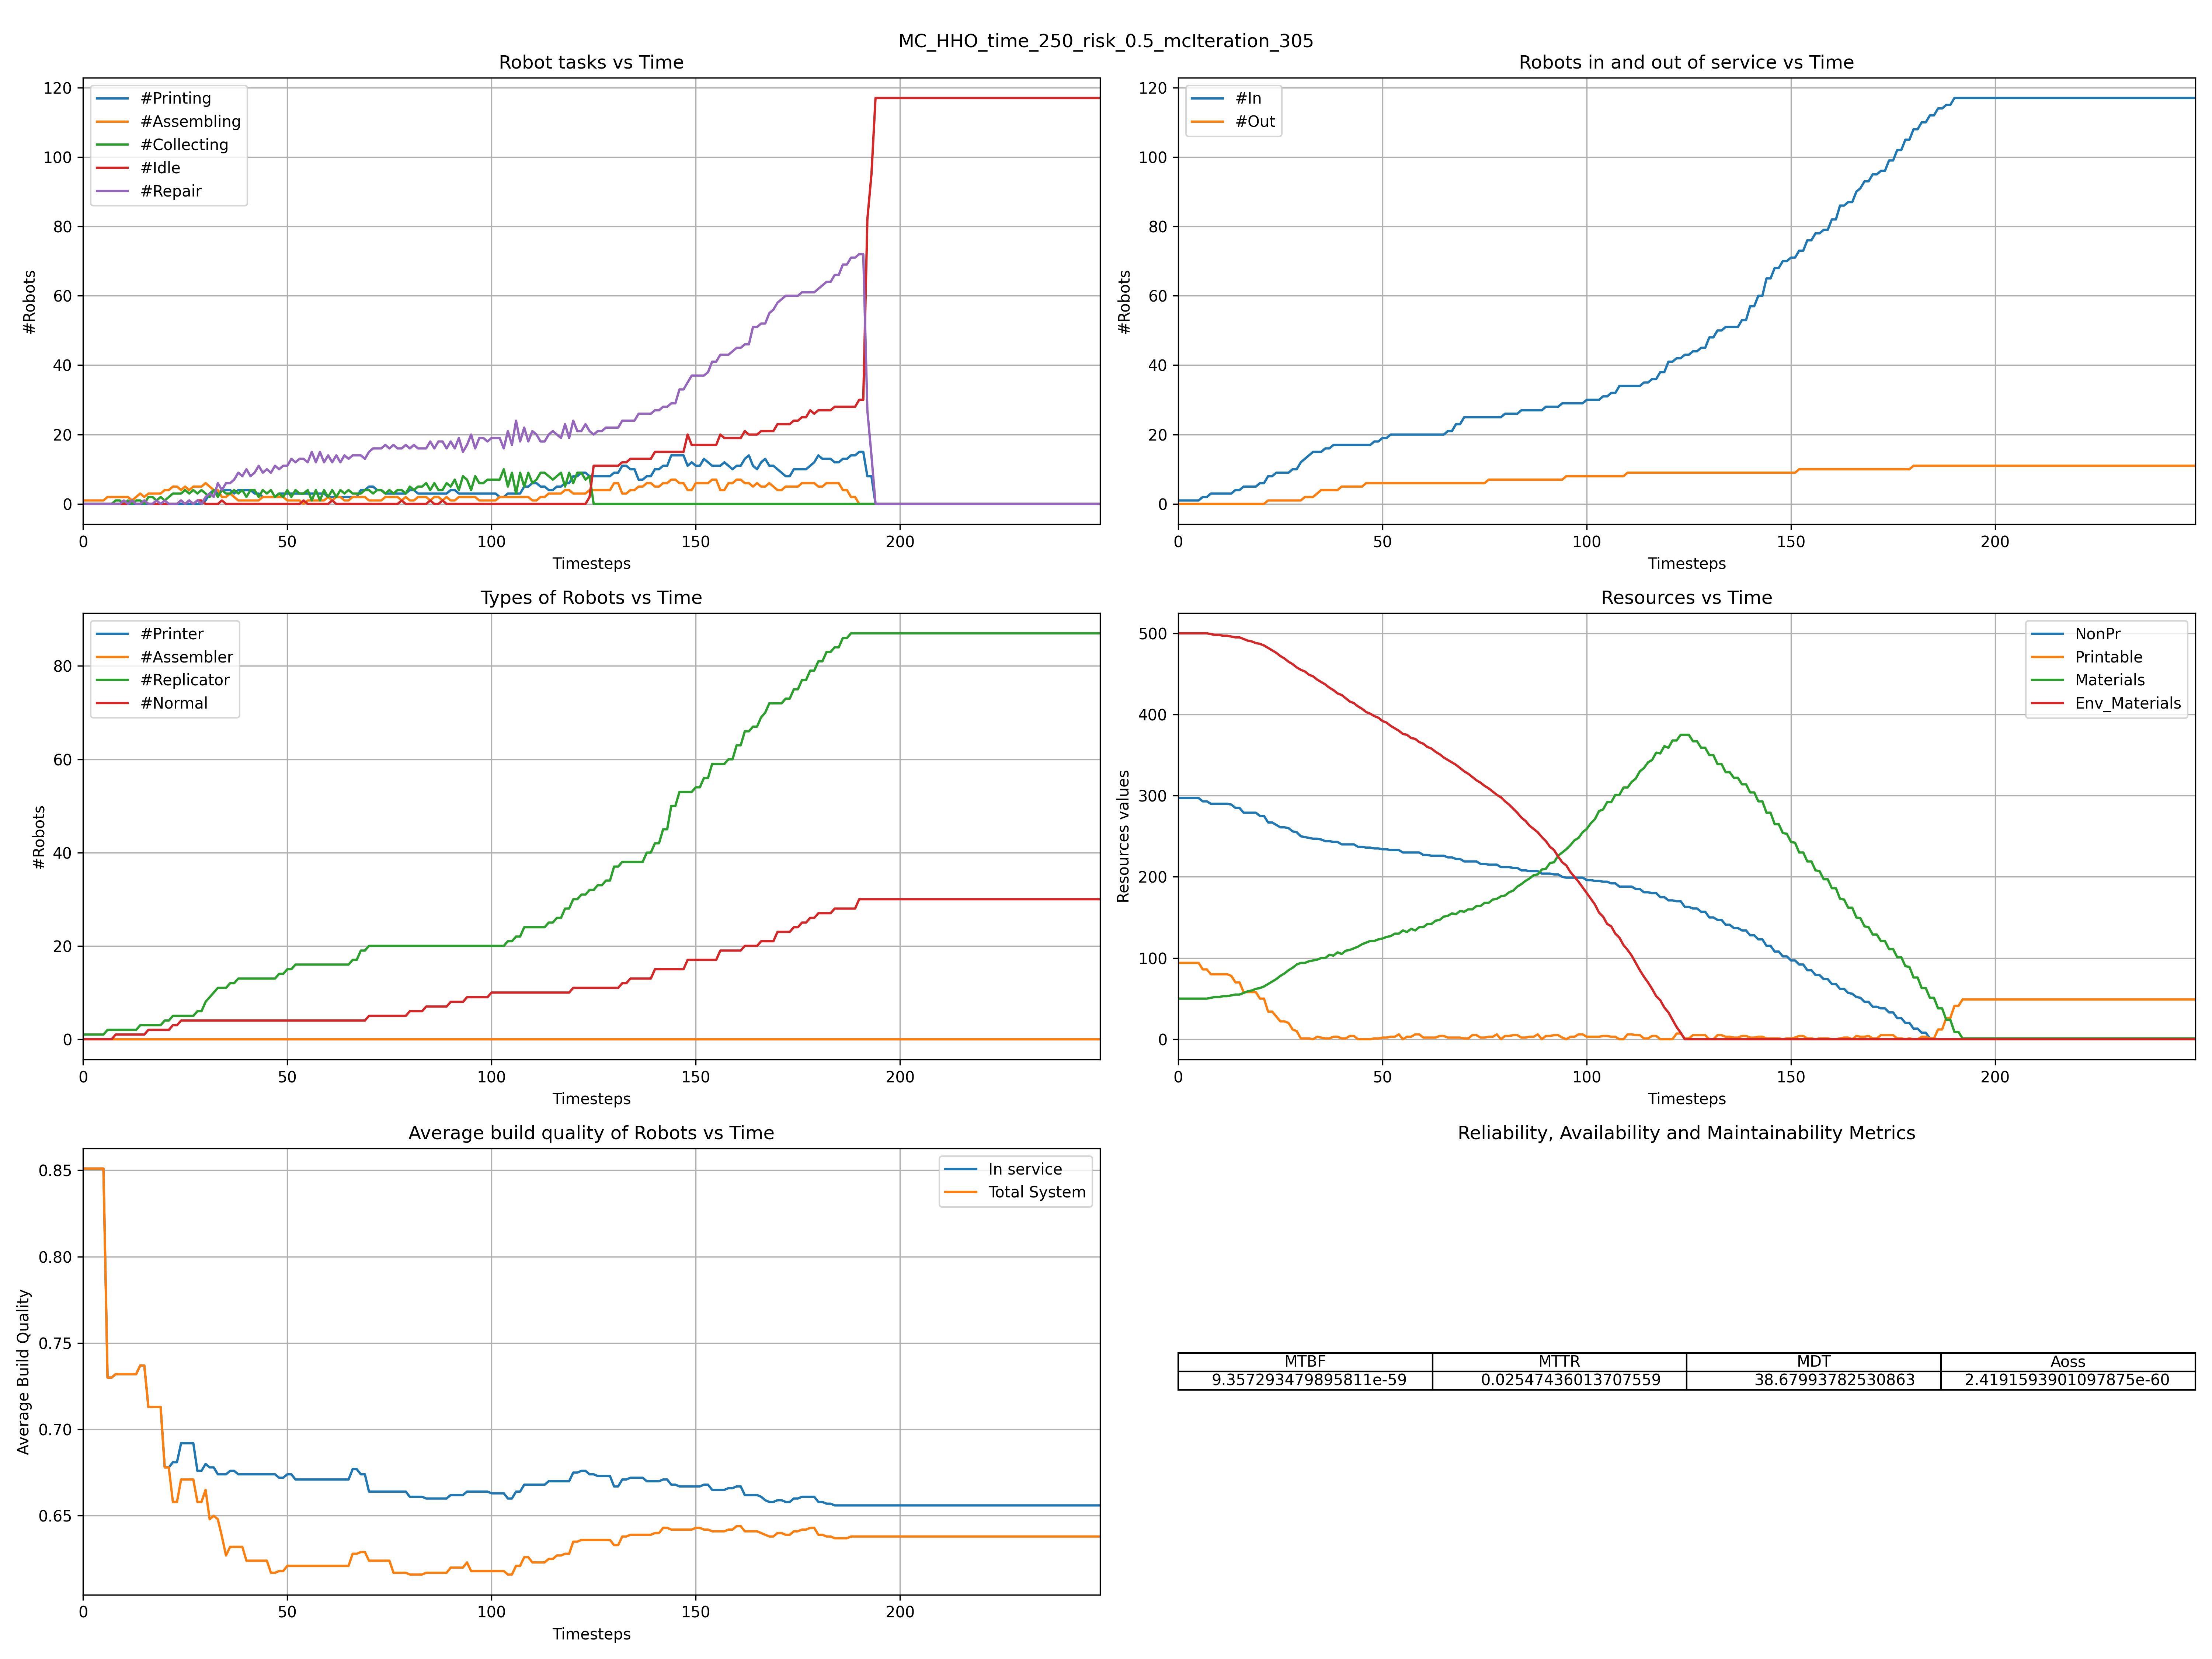 MC_HHO_time_250_risk_0.5_mcIteration_305
Robot tasks vs Time
120
100
80
60
40
20
0
#Robots
#Printing
#Assembling
#Collecting
#Idle
#Repair
0 50 100 150 200
Timesteps
Robots in and out of service vs Time
120
100
80
60
40
20
0
#Robots
#In
#Out
0 50 100 150 200
Timesteps
Types of Robots vs Time
80
60
40
20
0
#Robots
#Printer
#Assembler
#Replicator
#Normal
0 50 100 150 200
Timesteps
Resources vs Time
500
400
300
200
100
0
Resources values
NonPr
Printable
Materials
Env_Materials
0 50 100 150 200
Timesteps
Average build quality of Robots vs Time
0.85
0.80
0.75
0.70
0.65
Average Build Quality
In service
Total System
0 50 100 150 200
Timesteps
Reliability, Availability and Maintainability Metrics
MTBF MTTR MDT Aoss
9.357293479895811e-59 0.02547436013707559 38.67993782530863 2.4191593901097875e-60